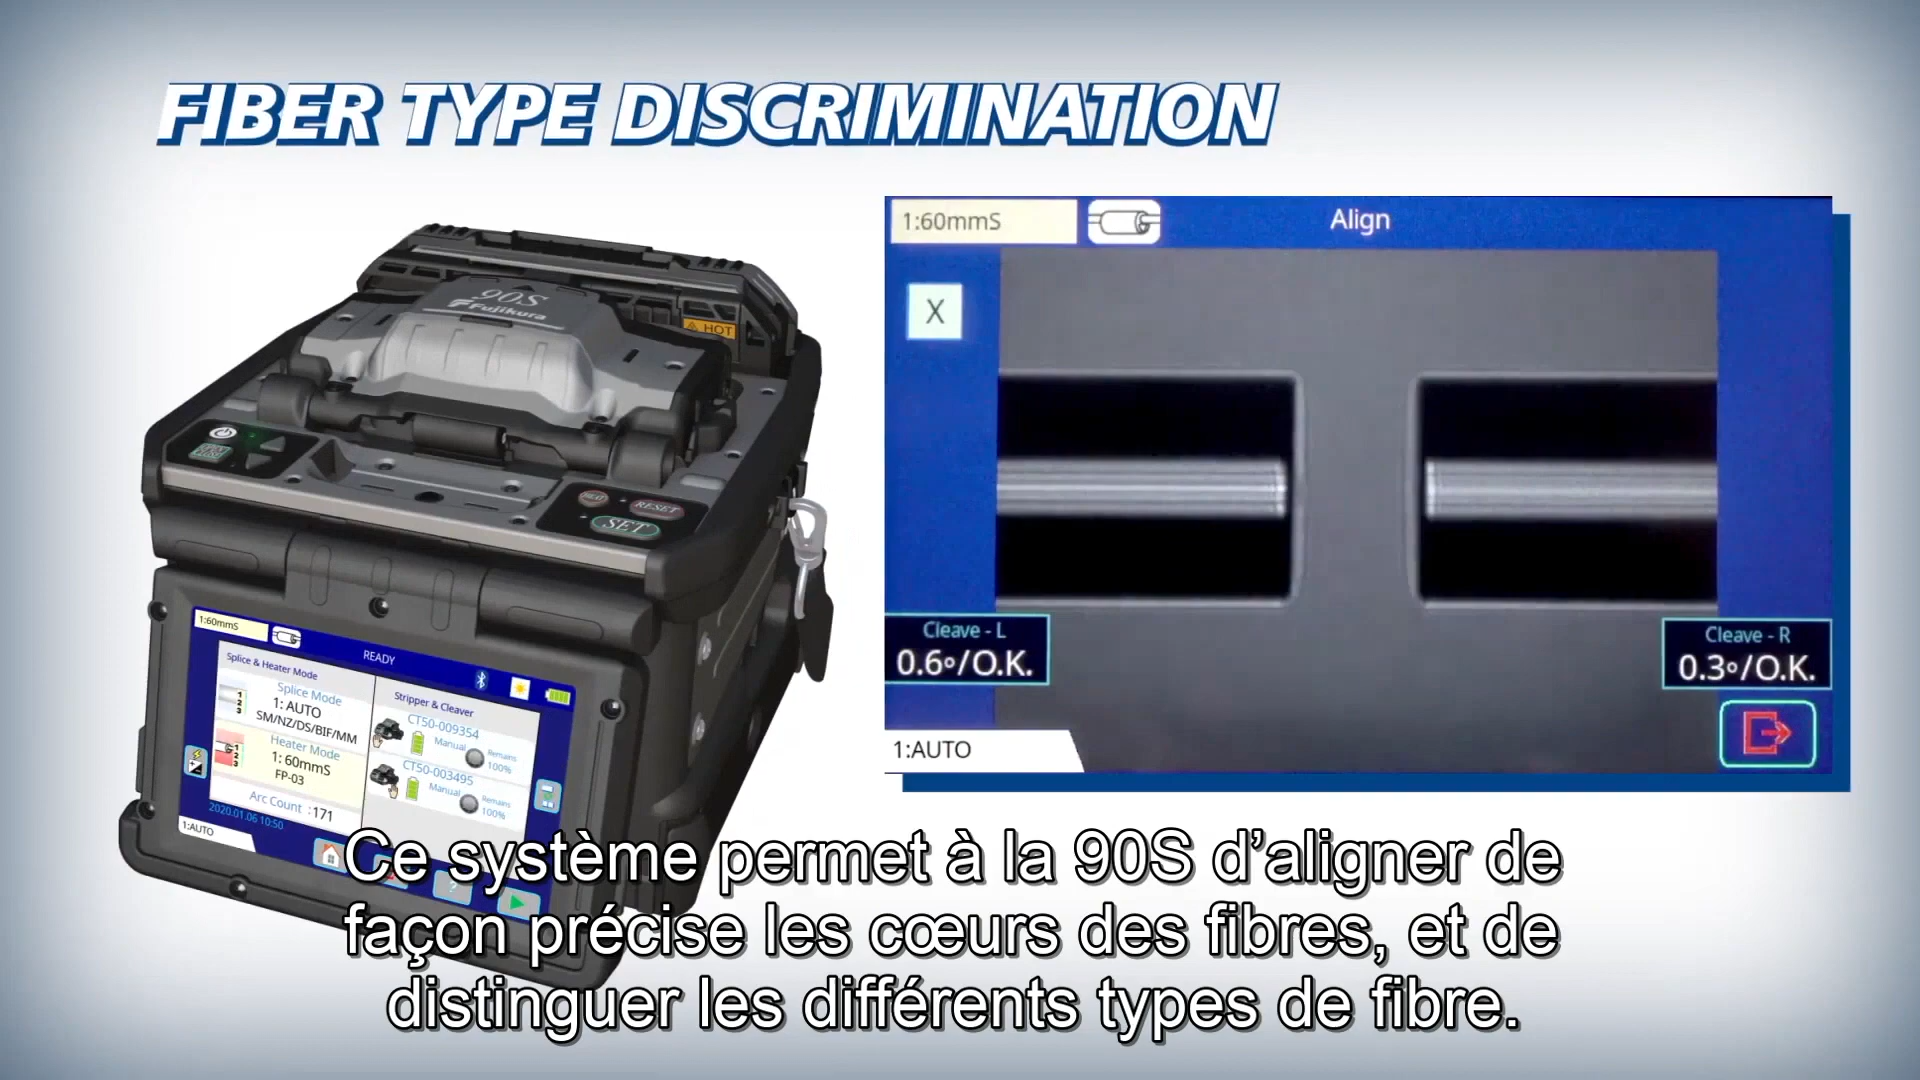 FIBER TYPE DISCRIMINATION
90S
Fujikura
HOT
HEAT
RESET
SET
1:60mmS
READY
Splice & Heater Mode
Splice Mode
1: AUTO
SM/NZ/DS/BIF/MM
Heater Mode
1: 60mmS
FP-03
Arc Count : 171
2020.01.06 10:50
1:AUTO
Stripper & Cleaver
CT50-009354
Manual
Remains
100%
CT50-003495
Manual
Remains
100%
?
1:60mmS
Align
X
Cleave - L
0.6°/O.K.
Cleave - R
0.3°/O.K.
1:AUTO
Ce système permet à la 90S d’aligner de
façon précise les cœurs des fibres, et de
distinguer les différents types de fibre.